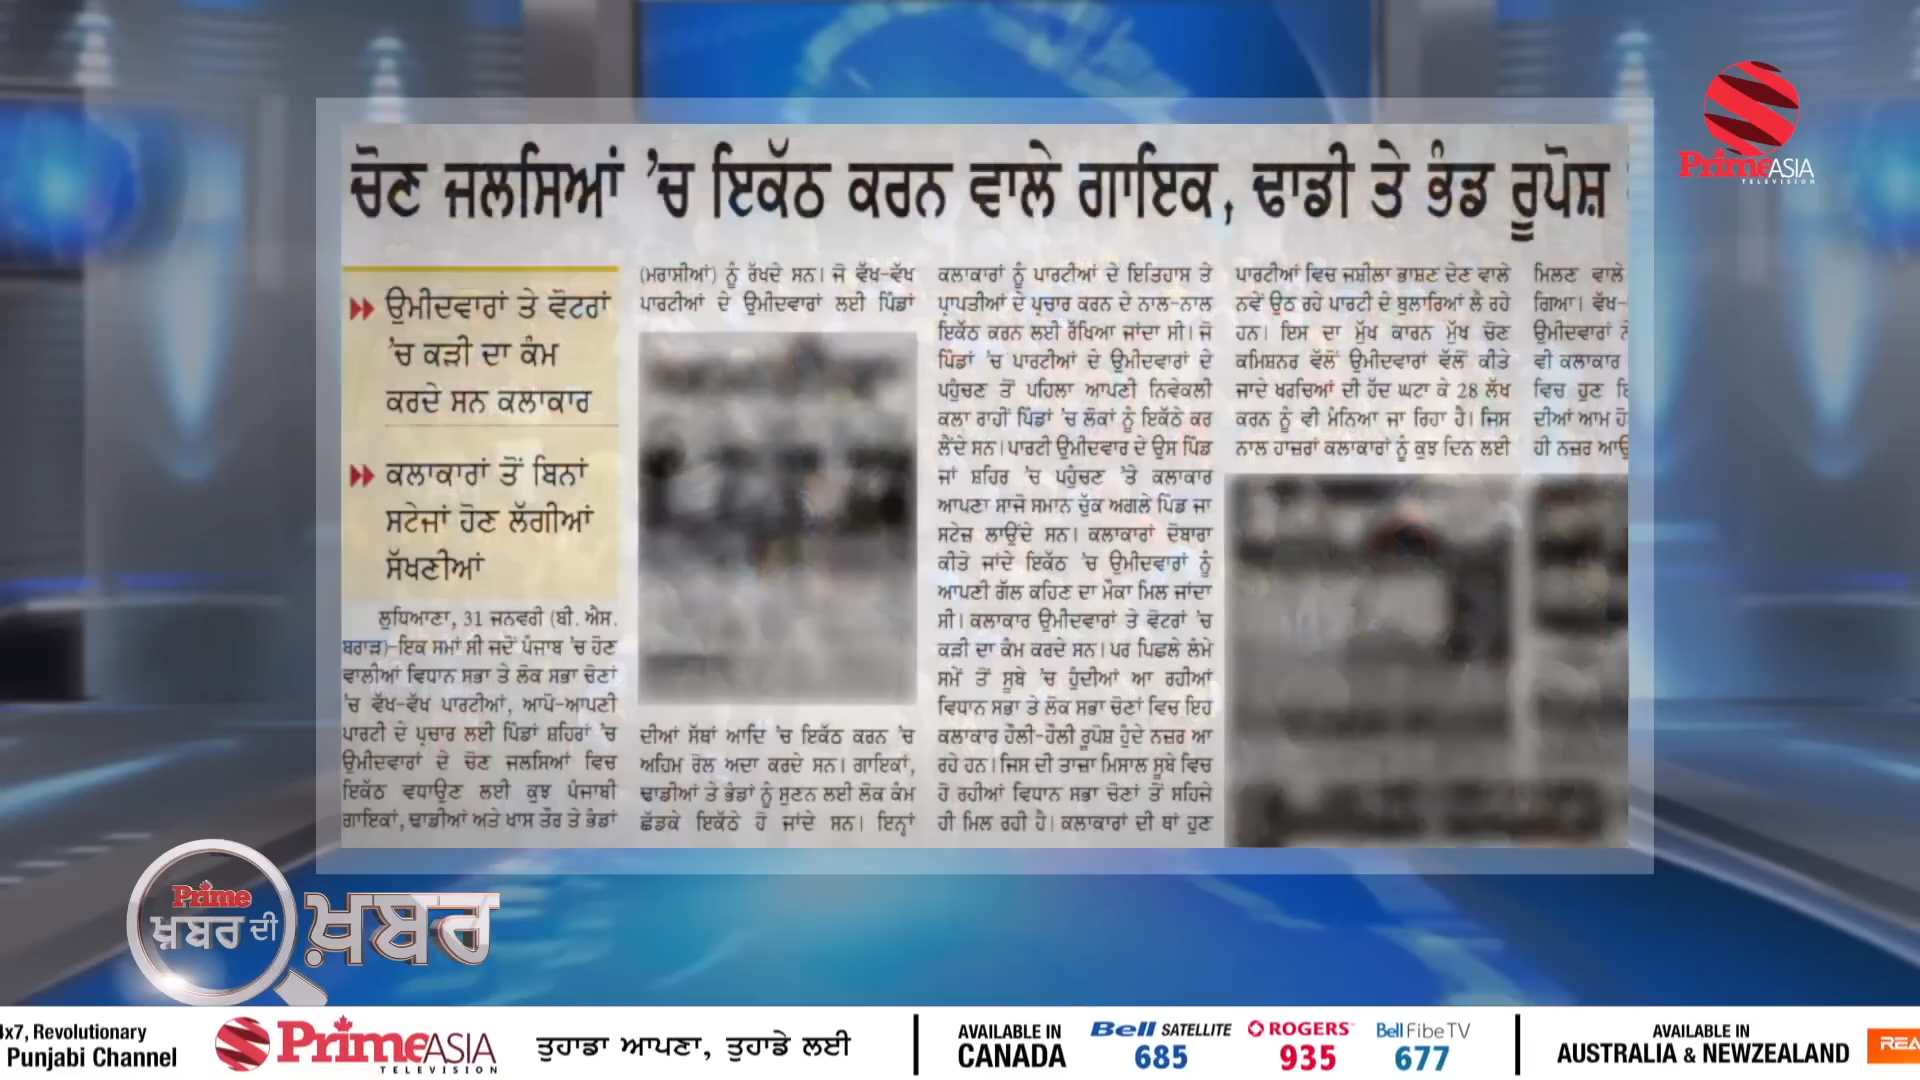 ਚੋਣ ਜਲਸਿਆਂ 'ਚ ਇਕੱਠ ਕਰਨ ਵਾਲੇ ਗਾਇਕ, ਢਾਡੀ ਤੇ ਭੰਡ ਰੂਪੋਸ਼
ਉਮੀਦਵਾਰਾਂ ਤੇ ਵੋਟਰਾਂ
'ਚ ਕੜੀ ਦਾ ਕੰਮ
ਕਰਦੇ ਸਨ ਕਲਾਕਾਰ
ਕਲਾਕਾਰਾਂ ਤੋਂ ਬਿਨਾਂ
ਸਟੇਜਾਂ ਹੋਣ ਲੱਗੀਆਂ
ਸੱਖਣੀਆਂ
ਲੁਧਿਆਣਾ, 31 ਜਨਵਰੀ (ਬੀ. ਐਸ.
ਬਰਾੜ)-ਇਕ ਸਮਾਂ ਸੀ ਜਦੋਂ ਪੰਜਾਬ 'ਚ ਹੋਣ
ਵਾਲੀਆਂ ਵਿਧਾਨ ਸਭਾ ਤੇ ਲੋਕ ਸਭਾ ਚੋਣਾਂ
'ਚ ਵੱਖ-ਵੱਖ ਪਾਰਟੀਆਂ, ਆਪੋ-ਆਪਣੀ
ਪਾਰਟੀ ਦੇ ਪ੍ਰਚਾਰ ਲਈ ਪਿੰਡਾਂ ਸ਼ਹਿਰਾਂ 'ਚ
ਉਮੀਦਵਾਰਾਂ ਦੇ ਚੋਣ ਜਲਸਿਆਂ ਵਿਚ
ਇਕੱਠ ਵਧਾਉਣ ਲਈ ਕੁਝ ਪੰਜਾਬੀ
ਗਾਇਕਾਂ, ਢਾਡੀਆਂ ਅਤੇ ਖਾਸ ਤੌਰ ਤੇ ਭੰਡਾਂ
(ਮਰਾਸੀਆਂ) ਨੂੰ ਰੱਖਦੇ ਸਨ। ਜੋ ਵੱਖ-ਵੱਖ
ਪਾਰਟੀਆਂ ਦੇ ਉਮੀਦਵਾਰਾਂ ਲਈ ਪਿੰਡਾਂ
ਦੀਆਂ ਸੱਥਾਂ ਆਦਿ 'ਚ ਇਕੱਠ ਕਰਨ 'ਚ
ਅਹਿਮ ਰੋਲ ਅਦਾ ਕਰਦੇ ਸਨ। ਗਾਇਕਾਂ,
ਢਾਡੀਆਂ ਤੇ ਭੰਡਾਂ ਨੂੰ ਸੁਣਨ ਲਈ ਲੋਕ ਕੰਮ
ਛੱਡਕੇ ਇਕੱਠੇ ਹੋ ਜਾਂਦੇ ਸਨ। ਇਨ੍ਹਾਂ
ਕਲਾਕਾਰਾਂ ਨੂੰ ਪਾਰਟੀਆਂ ਦੇ ਇਤਿਹਾਸ ਤੇ
ਪ੍ਰਾਪਤੀਆਂ ਦੇ ਪ੍ਰਚਾਰ ਕਰਨ ਦੇ ਨਾਲ-ਨਾਲ
ਇਕੱਠ ਕਰਨ ਲਈ ਰੱਖਿਆ ਜਾਂਦਾ ਸੀ। ਜੋ
ਪਿੰਡਾਂ 'ਚ ਪਾਰਟੀਆਂ ਦੇ ਉਮੀਦਵਾਰਾਂ ਦੇ
ਪਹੁੰਚਣ ਤੋਂ ਪਹਿਲਾ ਆਪਣੀ ਨਿਵੇਕਲੀ
ਕਲਾ ਰਾਹੀਂ ਪਿੰਡਾਂ 'ਚ ਲੋਕਾਂ ਨੂੰ ਇਕੱਠੇ ਕਰ
ਲੈਂਦੇ ਸਨ। ਪਾਰਟੀ ਉਮੀਦਵਾਰ ਦੇ ਉਸ ਪਿੰਡ
ਜਾਂ ਸ਼ਹਿਰ 'ਚ ਪਹੁੰਚਣ 'ਤੇ ਕਲਾਕਾਰ
ਆਪਣਾ ਸਾਜੋ ਸਮਾਨ ਚੁੱਕ ਅਗਲੇ ਪਿੰਡ ਜਾ
ਸਟੇਜ਼ ਲਾਉਂਦੇ ਸਨ। ਕਲਾਕਾਰਾਂ ਦੋਬਾਰਾ
ਕੀਤੇ ਜਾਂਦੇ ਇਕੱਠ 'ਚ ਉਮੀਦਵਾਰਾਂ ਨੂੰ
ਆਪਣੀ ਗੱਲ ਕਹਿਣ ਦਾ ਮੌਕਾ ਮਿਲ ਜਾਂਦਾ
ਸੀ। ਕਲਾਕਾਰ ਉਮੀਦਵਾਰਾਂ ਤੇ ਵੋਟਰਾਂ 'ਚ
ਕੜੀ ਦਾ ਕੰਮ ਕਰਦੇ ਸਨ। ਪਰ ਪਿਛਲੇ ਲੰਮੇ
ਸਮੇਂ ਤੋਂ ਸੂਬੇ 'ਚ ਹੁੰਦੀਆਂ ਆ ਰਹੀਆਂ
ਵਿਧਾਨ ਸਭਾ ਤੇ ਲੋਕ ਸਭਾ ਚੋਣਾਂ ਵਿਚ ਇਹ
ਕਲਾਕਾਰ ਹੌਲੀ-ਹੌਲੀ ਰੂਪੋਸ਼ ਹੁੰਦੇ ਨਜ਼ਰ ਆ
ਰਹੇ ਹਨ। ਜਿਸ ਦੀ ਤਾਜ਼ਾ ਮਿਸਾਲ ਸੂਬੇ ਵਿਚ
ਹੋ ਰਹੀਆਂ ਵਿਧਾਨ ਸਭਾ ਚੋਣਾਂ ਤੋਂ ਸਹਿਜੇ
ਹੀ ਮਿਲ ਰਹੀ ਹੈ। ਕਲਾਕਾਰਾਂ ਦੀ ਥਾਂ ਹੁਣ
ਪਾਰਟੀਆਂ ਵਿਚ ਜਸ਼ੀਲਾ ਭਾਸ਼ਣ ਦੇਣ ਵਾਲੇ
ਨਵੇਂ ਉਠ ਰਹੇ ਪਾਰਟੀ ਦੇ ਬੁਲਾਰਿਆਂ ਲੈ ਰਹੇ
ਹਨ। ਇਸ ਦਾ ਮੁੱਖ ਕਾਰਨ ਮੁੱਖ ਚੋਣ
ਕਮਿਸ਼ਨਰ ਵੱਲੋਂ ਉਮੀਦਵਾਰਾਂ ਵੱਲੋਂ ਕੀਤੇ
ਜਾਂਦੇ ਖਰਚਿਆਂ ਦੀ ਹੱਦ ਘਟਾ ਕੇ 28 ਲੱਖ
ਕਰਨ ਨੂੰ ਵੀ ਮੰਨਿਆ ਜਾ ਰਿਹਾ ਹੈ। ਜਿਸ
ਨਾਲ ਹਾਜ਼ਰਾਂ ਕਲਾਕਾਰਾਂ ਨੂੰ ਕੁਝ ਦਿਨ ਲਈ
ਮਿਲਣ ਵਾਲੇ
ਗਿਆ। ਵੱਖ-
ਉਮੀਦਵਾਰਾਂ
ਵੀ ਕਲਾਕਾਰ
ਵਿਚ ਹੁਣ
ਦੀਆਂ ਆਮ
ਹੀ ਨਜ਼ਰ
PrimeASIA
TELEVISION
Prime
ਖ਼ਬਰ ਦੀ
ਖ਼ਬਰ
4x7, Revolutionary
Punjabi Channel
PrimeASIA
TELEVISION
ਤੁਹਾਡਾ ਆਪਣਾ, ਤੁਹਾਡੇ ਲਈ
AVAILABLE IN
CANADA
Bell SATELLITE
685
ROGERS
935
Bell FibeTV
677
AVAILABLE IN
AUSTRALIA & NEWZEALAND